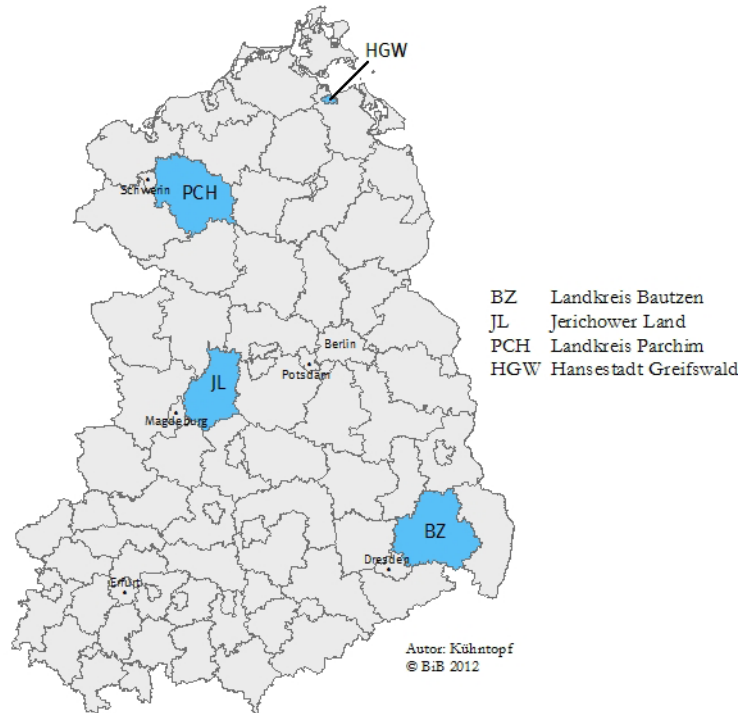 HGW
Schwerin
PCH
Berlin
Potsdam
JL
Magdeburg
BZ
Dresden
Erfurt
BZ Landkreis Bautzen
JL Jerichower Land
PCH Landkreis Parchim
HGW Hansestadt Greifswald
Autor: Kühntopf
© BiB 2012